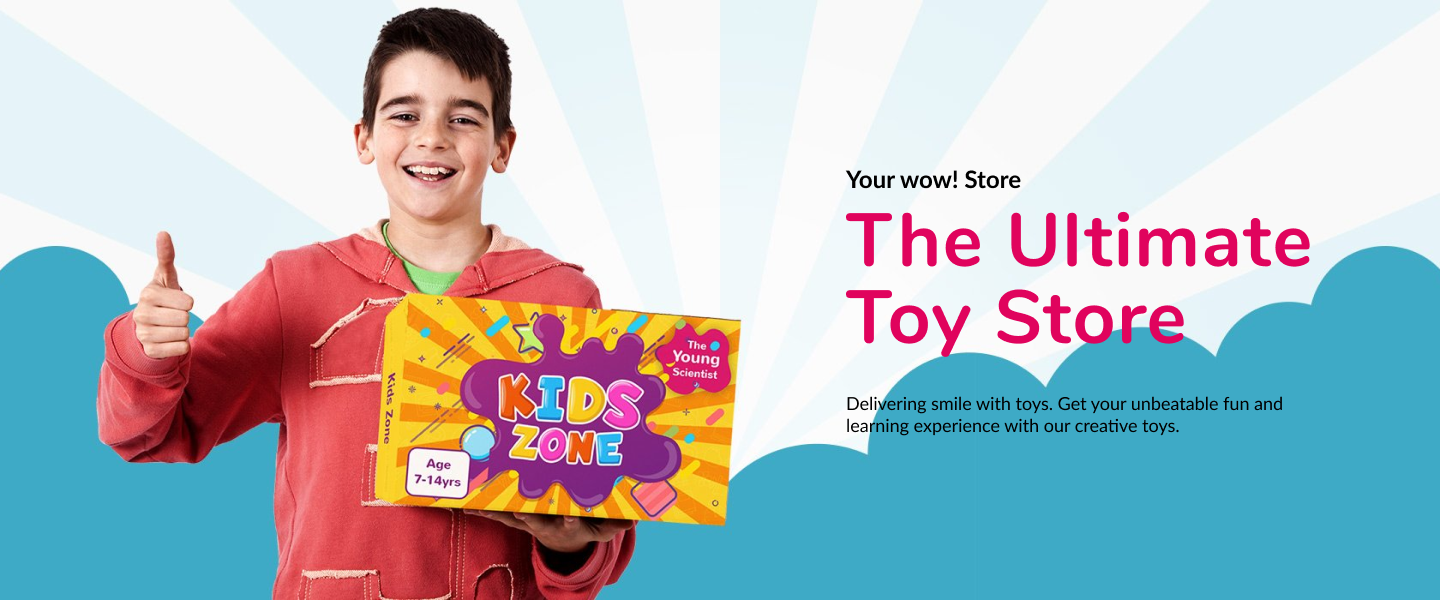 Your wow! Store
The Ultimate
Toy Store
Delivering smile with toys. Get your unbeatable fun and
learning experience with our creative toys.
The
Young
Scientist
KIDS
ZONE
Kids Zone
Age
7-14yrs